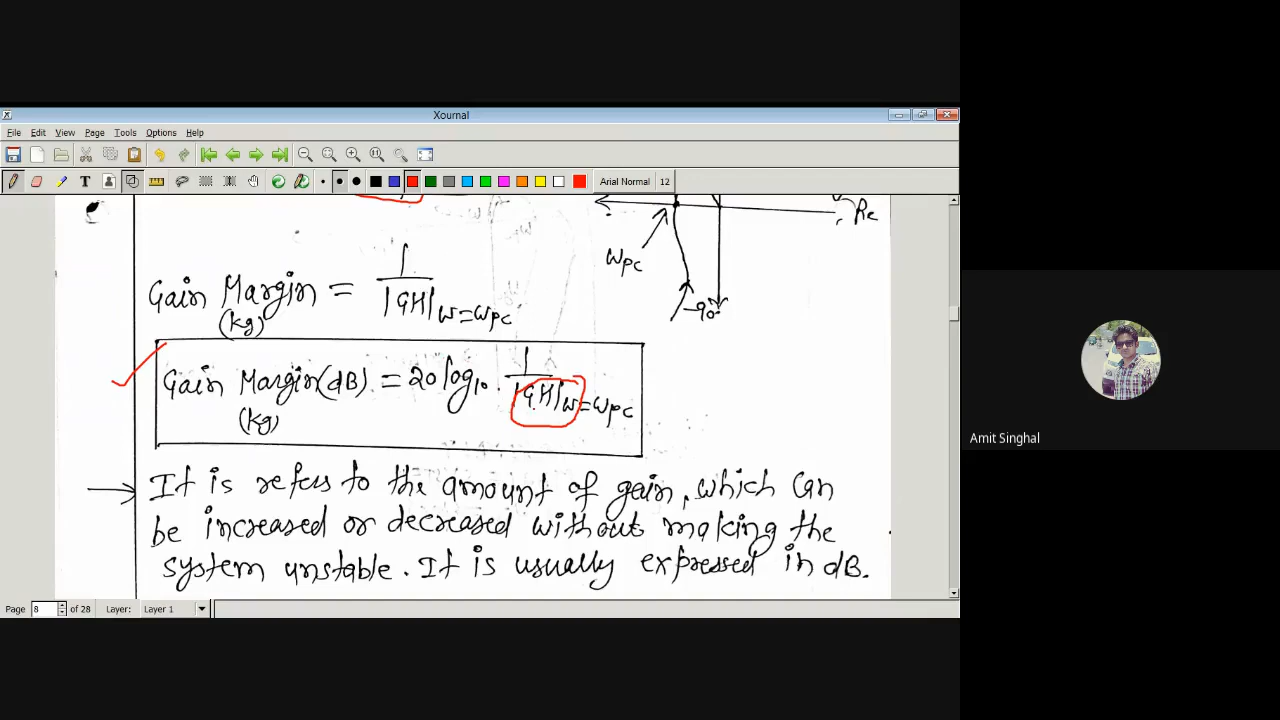 Xournal
File Edit View Page Tools Options Help
T Arial Normal 12
Re
ωpc
-90°
Gain Margin = 1
(kg) |GH|ω=ωpc
Gain Margin(dB) = 20 log10 . 1
(kg) |GH|ω=ωpc
→ It is refers to the amount of gain, which can
be increased or decreased without making the
system unstable. It is usually expressed in dB.
Page 8 of 28 Layer: Layer 1
Amit Singhal